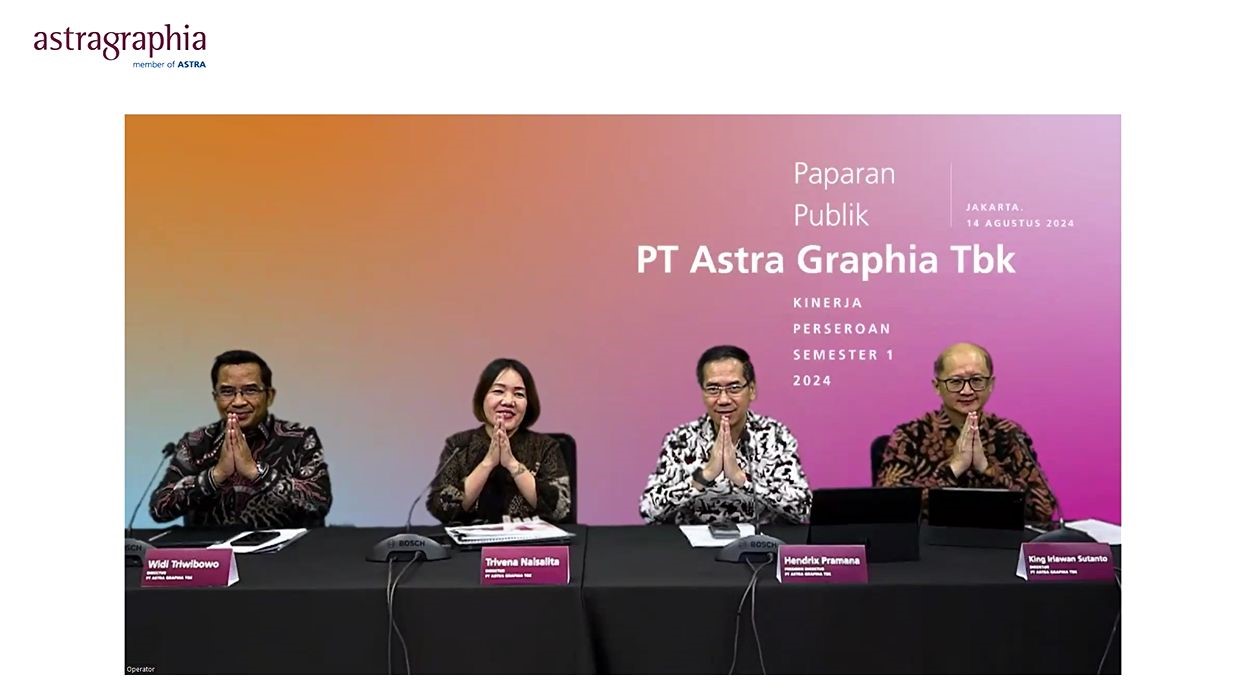 astragraphia
member of ASTRA
Paparan
Publik
JAKARTA.
14 AGUSTUS 2024
PT Astra Graphia Tbk
KINERJA
PERSEROAN
SEMESTER 1
2024
BOSCH
BOSCH
Widi Triwibowo
DIREKTUR
PT ASTRA GRAPHIA TBK
Trivena Nalsalita
DIREKTUR
PT ASTRA GRAPHIA TBK
Hendrix Pramana
PRESIDEN DIREKTUR
PT ASTRA GRAPHIA TBK
King Iriawan Sutanto
DIREKTUR
PT ASTRA GRAPHIA TBK
Operator